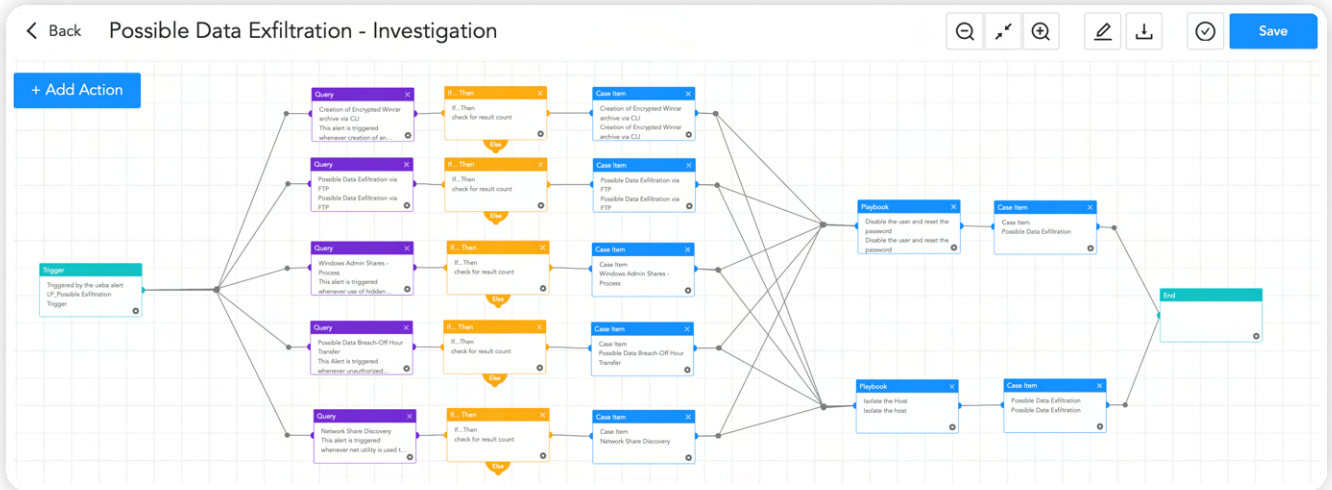 Back
Possible Data Exfiltration - Investigation
Save
+ Add Action
Trigger
Triggered by the ueba alert
LP_Possible Exfiltration
Trigger
Query
Creation of Encrypted Winrar
archive via CLI
This alert is triggered
whenever creation of an...
If... Then
If...Then
check for result count
Else
Case Item
Creation of Encrypted Winrar
archive via CLI
Creation of Encrypted Winrar
archive via CLI
Query
Possible Data Exfiltration via
FTP
Possible Data Exfiltration via
FTP
If... Then
If...Then
check for result count
Else
Case Item
Possible Data Exfiltration via
FTP
Possible Data Exfiltration via
FTP
Query
Windows Admin Shares -
Process
This alert is triggered
whenever use of hidden...
If... Then
If...Then
check for result count
Else
Case Item
Case Item
Windows Admin Shares -
Process
Query
Possible Data Breach-Off Hour
Transfer
This Alert is triggered
whenever unauthorized...
If... Then
If...Then
check for result count
Else
Case Item
Case Item
Possible Data Breach-Off Hour
Transfer
Query
Network Share Discovery
This alert is triggered
whenever net utility is used t...
If... Then
If...Then
check for result count
Else
Case Item
Case Item
Network Share Discovery
Playbook
Disable the user and reset the
password
Disable the user and reset the
password
Case Item
Case Item
Possible Data Exfiltration
Playbook
Isolate the Host
Isolate the host
Case Item
Possible Data Exfiltration
Possible Data Exfiltration
End